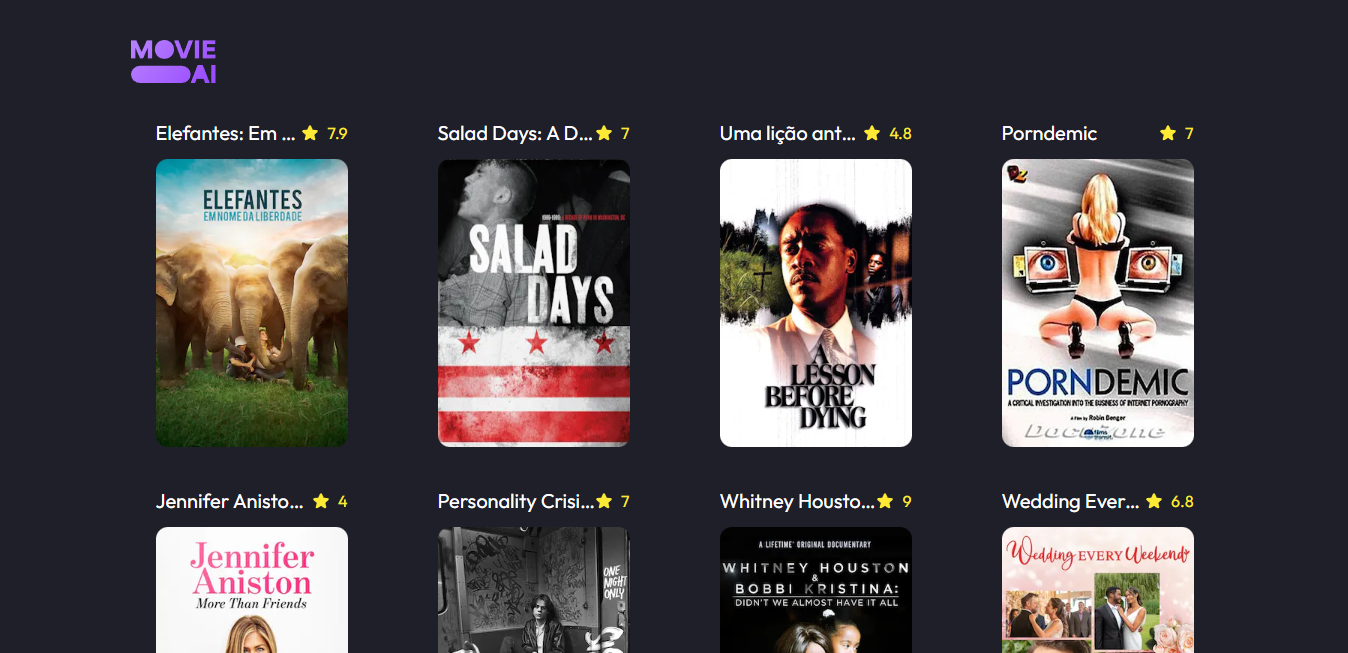 MOVIE
AI
Elefantes: Em ... 7.9
Salad Days: A D... 7
Uma lição ant... 4.8
Porndemic 7
ELEFANTES
EM NOME DA LIBERDADE
SALAD
DAYS
A
LESSON
BEFORE
DYING
PORNDEMIC
A CRITICAL INVESTIGATION INTO THE BUSINESS OF INTERNET PORNOGRAPHY
A Film by Robin Benger
Jennifer Anisto... 4
Personality Crisi... 7
Whitney Housto... 9
Wedding Ever... 6.8
Jennifer
Aniston
More Than Friends
ONE
NIGHT
ONLY
A LIFETIME ORIGINAL DOCUMENTARY
WHITNEY HOUSTON
&
BOBBI KRISTINA:
DIDN'T WE ALMOST HAVE IT ALL
Wedding EVERY Weekend